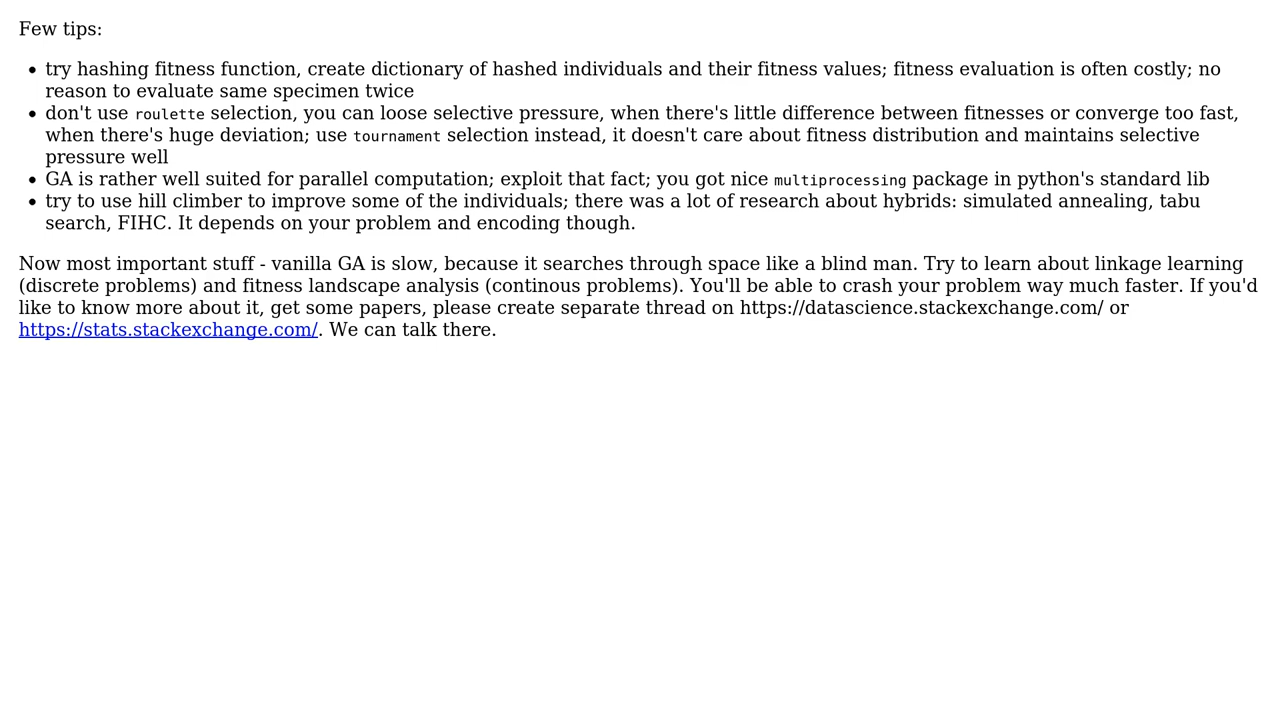 Few tips:
• try hashing fitness function, create dictionary of hashed individuals and their fitness values; fitness evaluation is often costly; no
reason to evaluate same specimen twice
• don't use roulette selection, you can loose selective pressure, when there's little difference between fitnesses or converge too fast,
when there's huge deviation; use tournament selection instead, it doesn't care about fitness distribution and maintains selective
pressure well
• GA is rather well suited for parallel computation; exploit that fact; you got nice multiprocessing package in python's standard lib
• try to use hill climber to improve some of the individuals; there was a lot of research about hybrids: simulated annealing, tabu
search, FIHC. It depends on your problem and encoding though.
Now most important stuff - vanilla GA is slow, because it searches through space like a blind man. Try to learn about linkage learning
(discrete problems) and fitness landscape analysis (continous problems). You'll be able to crash your problem way much faster. If you'd
like to know more about it, get some papers, please create separate thread on https://datascience.stackexchange.com/ or
https://stats.stackexchange.com/. We can talk there.